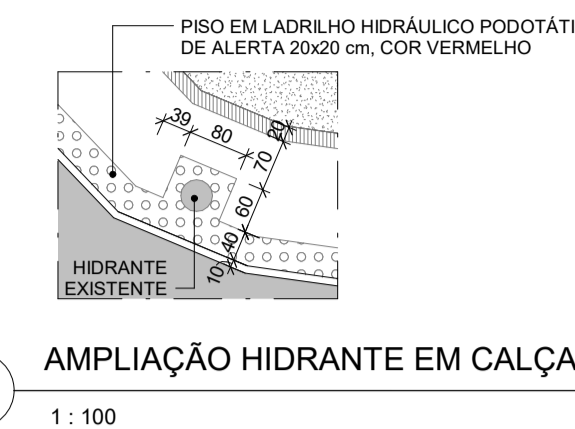 PISO EM LADRILHO HIDRÁULICO PODOTÁTI
DE ALERTA 20x20 cm, COR VERMELHO
39
80
20
70
60
40
10
HIDRANTE
EXISTENTE
AMPLIAÇÃO HIDRANTE EM CALÇA
1 : 100